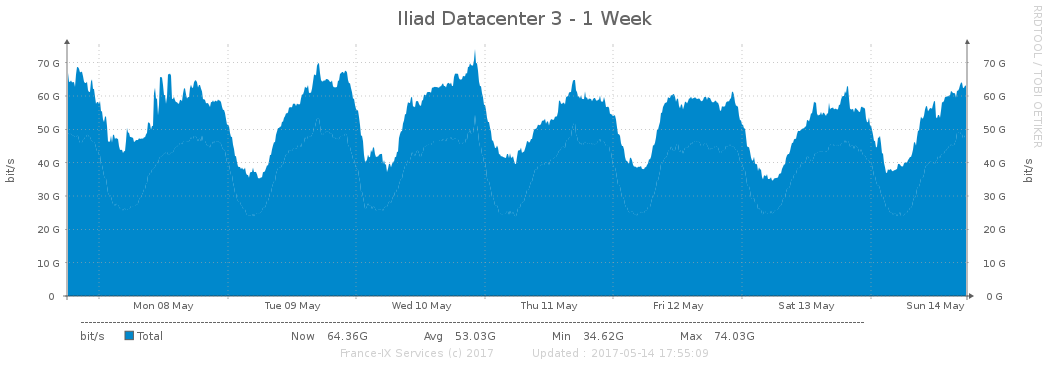 Iliad Datacenter 3 - 1 Week
RRDTOOL / TOBI OETIKER
70 G 70 G
60 G 60 G
50 G 50 G
40 G 40 G
30 G 30 G
20 G 20 G
10 G 10 G
0 0 G
bit/s bit/s
Mon 08 May Tue 09 May Wed 10 May Thu 11 May Fri 12 May Sat 13 May Sun 14 May
bit/s Total Now 64.36G Avg 53.03G Min 34.62G Max 74.03G
France-IX Services (c) 2017 Updated : 2017-05-14 17:55:09